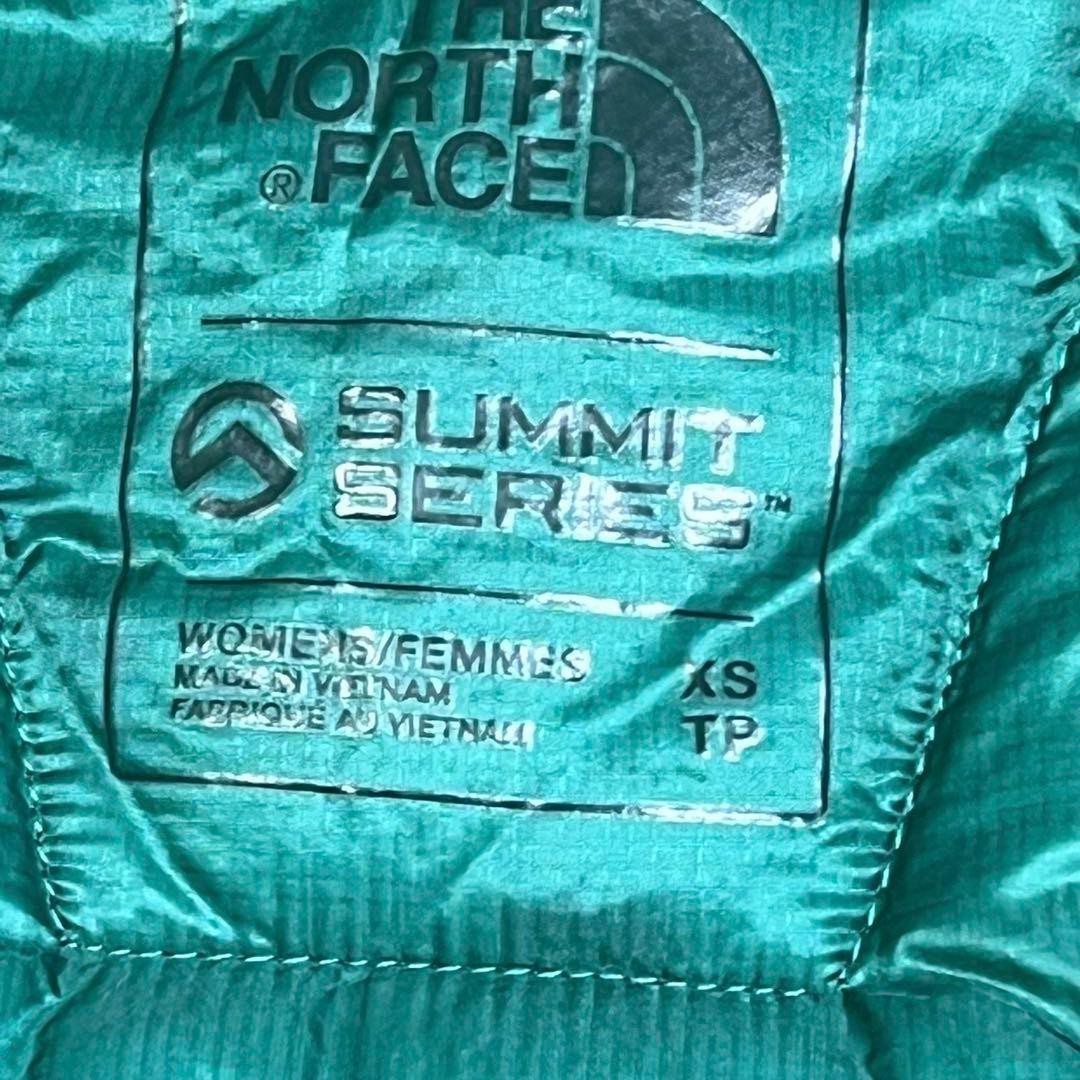 THE
NORTH
®FACE
SUMMIT
SERIES™
WOMENS/FEMMES
MADE IN VIETNAM
FABRIQUÉ AU VIETNAM
XS
TP